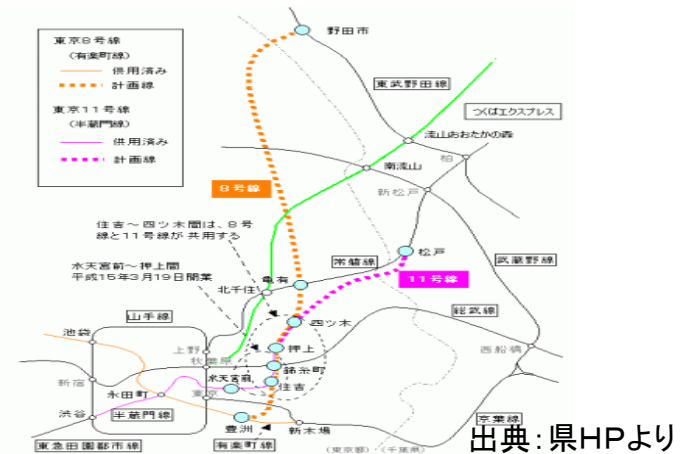 東京8号線
(有楽町線)
供用済み
計画線
東京11号線
(半蔵門線)
供用済み
計画線
野田市
東武野田線
つくばエクスプレス
流山おおたかの森
柏
南流山
新松戸
8号線
住吉~四ツ木間は、8号
線と11号線が共用する
松戸
常磐線
武蔵野線
水天宮前~押上間
平成15年3月19日開業
亀有
11号線
北千住
山手線
四ツ木
総武線
池袋
上野
押上
西船橋
秋葉原
錦糸町
新宿
水天宮前
住吉
永田町
東京
渋谷
半蔵門線
豊洲
新木場
京葉線
東急田園都市線
有楽町線
(東京都)・(千葉県)
出典:県HPより